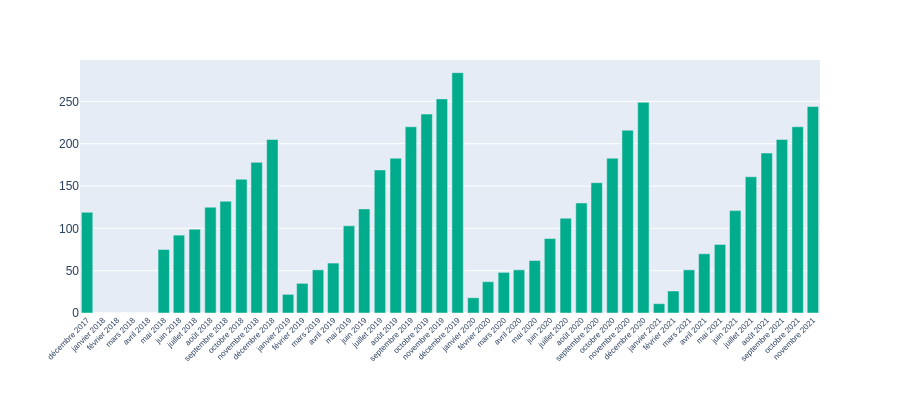 250
200
150
100
50
0
décembre 2017
janvier 2018
février 2018
mars 2018
avril 2018
mai 2018
juin 2018
juillet 2018
août 2018
septembre 2018
octobre 2018
novembre 2018
décembre 2018
janvier 2019
février 2019
mars 2019
avril 2019
mai 2019
juin 2019
juillet 2019
août 2019
septembre 2019
octobre 2019
novembre 2019
décembre 2019
janvier 2020
février 2020
mars 2020
avril 2020
mai 2020
juin 2020
juillet 2020
août 2020
septembre 2020
octobre 2020
novembre 2020
décembre 2020
janvier 2021
février 2021
mars 2021
avril 2021
mai 2021
juin 2021
juillet 2021
août 2021
septembre 2021
octobre 2021
novembre 2021